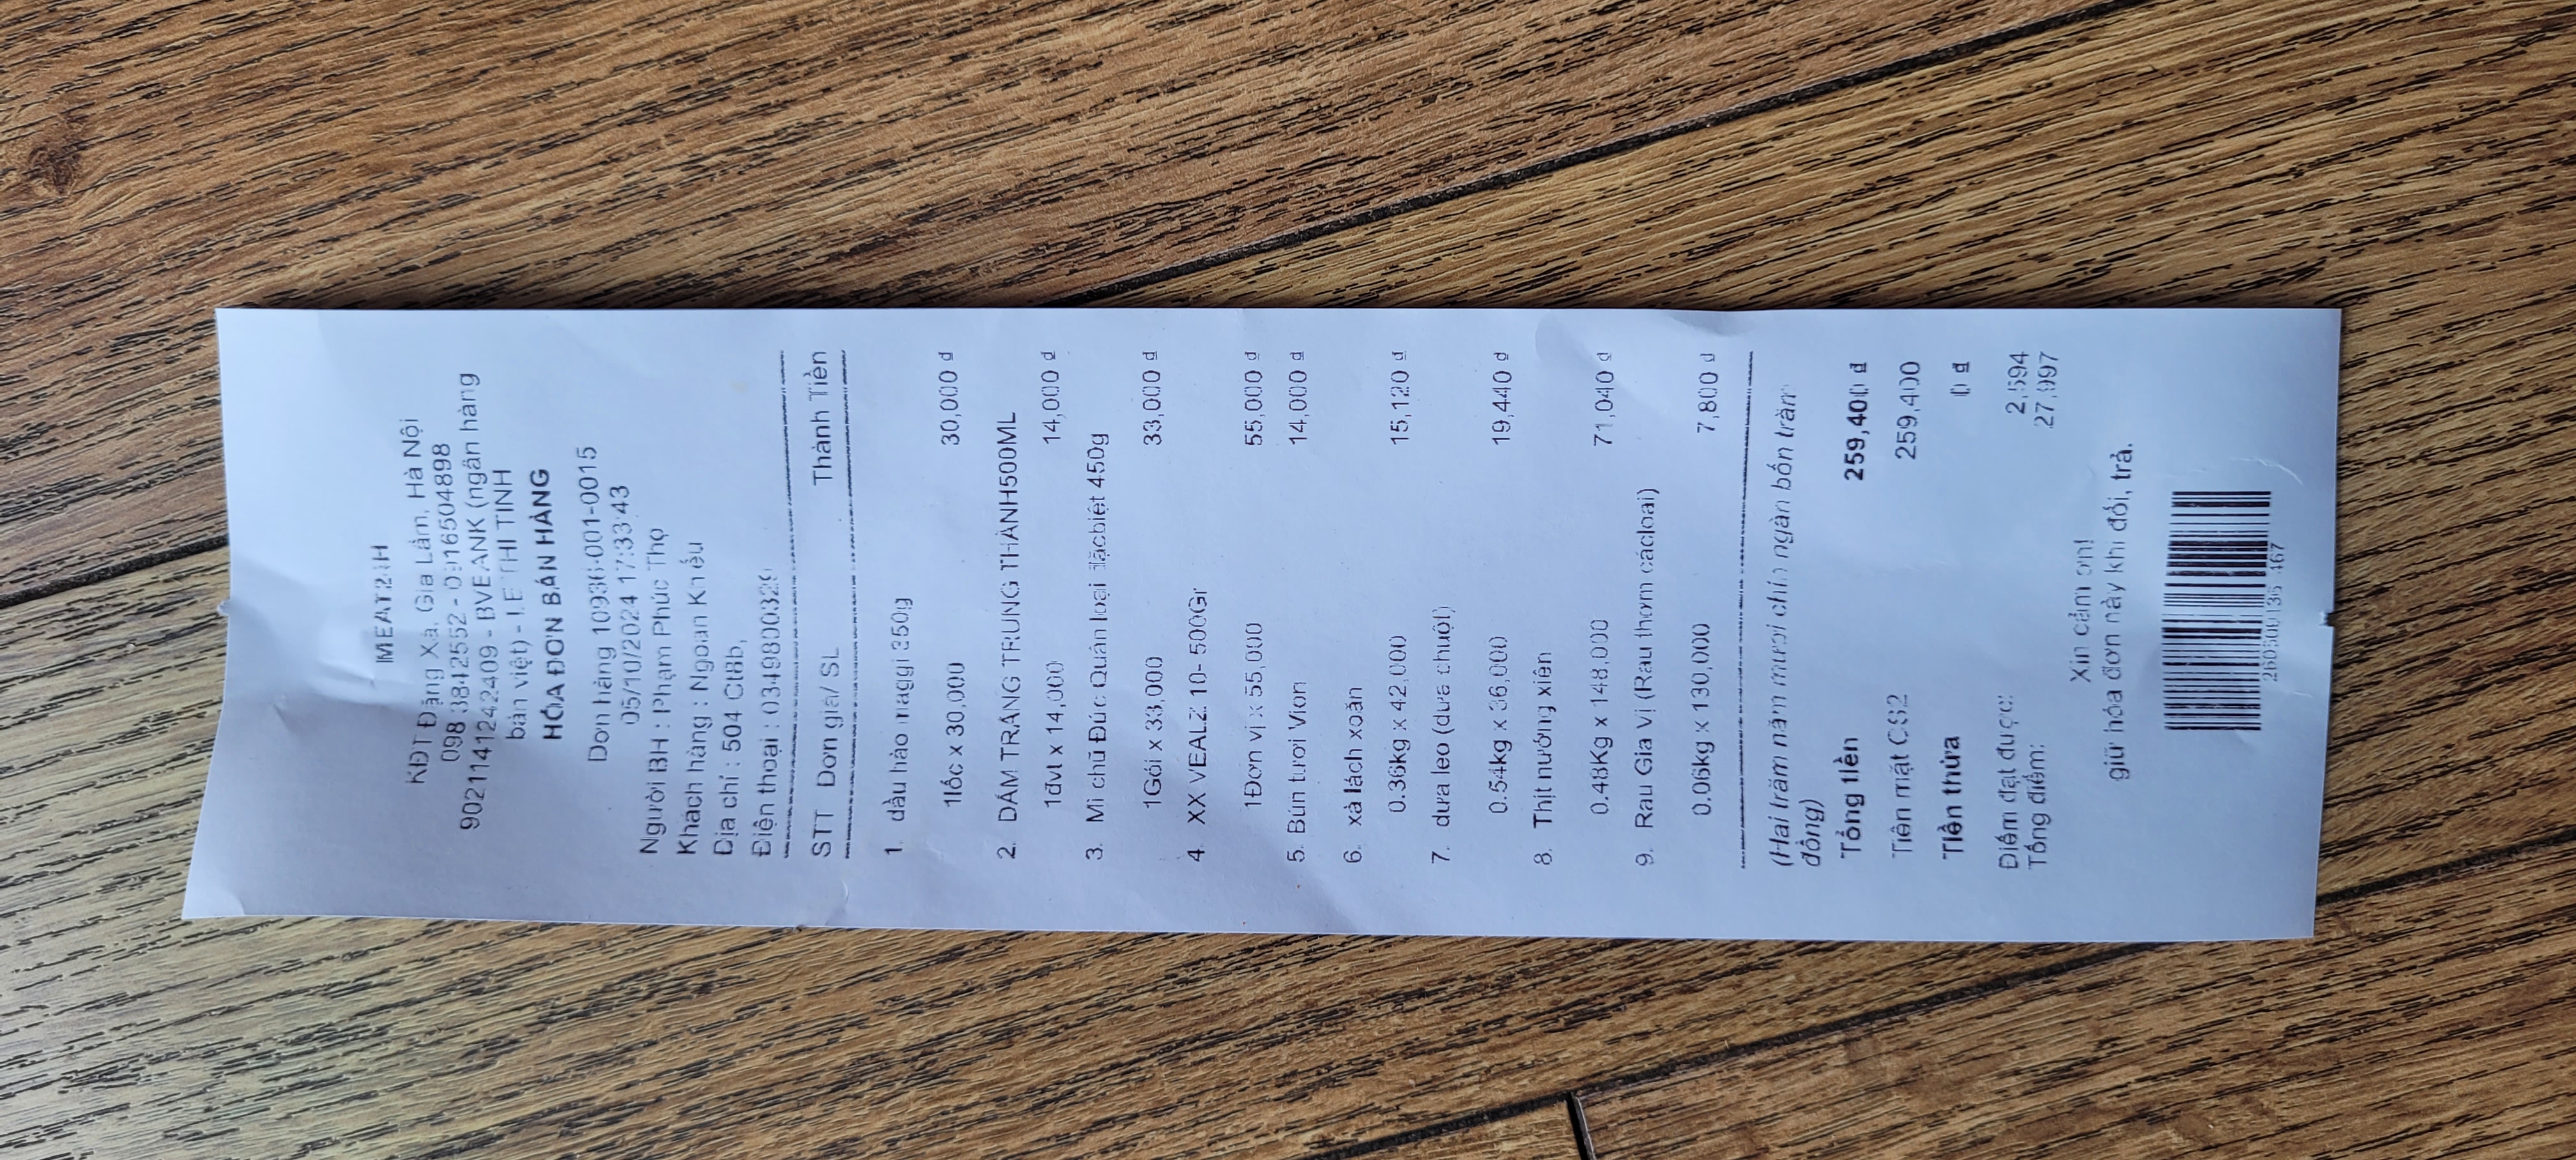 MEAT24H
KĐT Đặng Xá, Gia Lâm, Hà Nội
098 3842552 - 0916504898
9021141242409 - BVBANK (ngân hàng
bản việt) - LE THI TINH
HÓA ĐƠN BÁN HÀNG
Đơn hàng 10936-001-0015
05/10/2024 17:33:43
Người BH : Phạm Phúc Thọ
Khách hàng : Ngoan Khiếu
Địa chỉ : 504 Ct8b,
Điện thoại : 0349800329
STT Đơn giá/ SL Thành Tiền
1. dầu hào maggi 350g
1lốc x 30,000 30,000 đ
2. DẤM TRẮNG TRUNG THÀNH500ML
1đvt x 14,000 14,000 đ
3. Mì chũ Đúc Quân loại đặcbiệt 450g
1Gói x 33,000 33,000 đ
4. XX VEALZ 10- 500Gr
1Đơn vị x 55,000 55,000 đ
5. Bún tươi Vion 14,000 đ
6. xà lách xoăn
0.36kg x 42,000 15,120 đ
7. dưa leo (dưa chuột)
0.54kg x 36,000 19,440 đ
8. Thịt nướng xiên
0.48Kg x 148,000 71,040 đ
9. Rau Gia Vị (Rau thơm cácloai)
0.06kg x 130,000 7,800 đ
(Hai trăm năm mươi chín ngàn bốn trăm
đồng)
Tổng tiền 259,400 đ
Tiền mặt CS2 259,400
Tiền thừa 0 đ
Điểm đạt được: 2,594
Tổng điểm: 27,997
Xin cảm ơn!
giữ hóa đơn này khi đổi, trả.